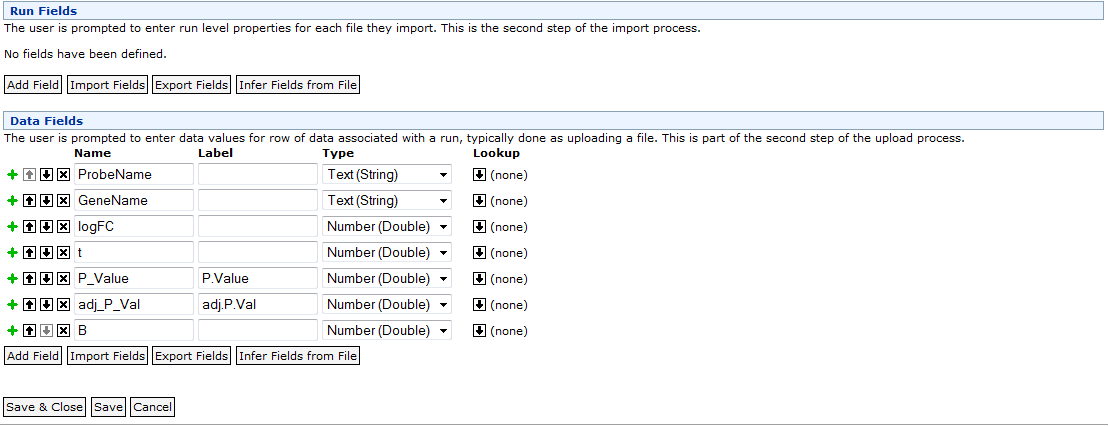 Run Fields
The user is prompted to enter run level properties for each file they import. This is the second step of the import process.
No fields have been defined.
Add Field Import Fields Export Fields Infer Fields from File
Data Fields
The user is prompted to enter data values for row of data associated with a run, typically done as uploading a file. This is part of the second step of the upload process.
Name Label Type Lookup
ProbeName Text (String) (none)
GeneName Text (String) (none)
logFC Number (Double) (none)
t Number (Double) (none)
P_Value P.Value Number (Double) (none)
adj_P_Val adj.P.Val Number (Double) (none)
B Number (Double) (none)
Add Field Import Fields Export Fields Infer Fields from File
Save & Close Save Cancel